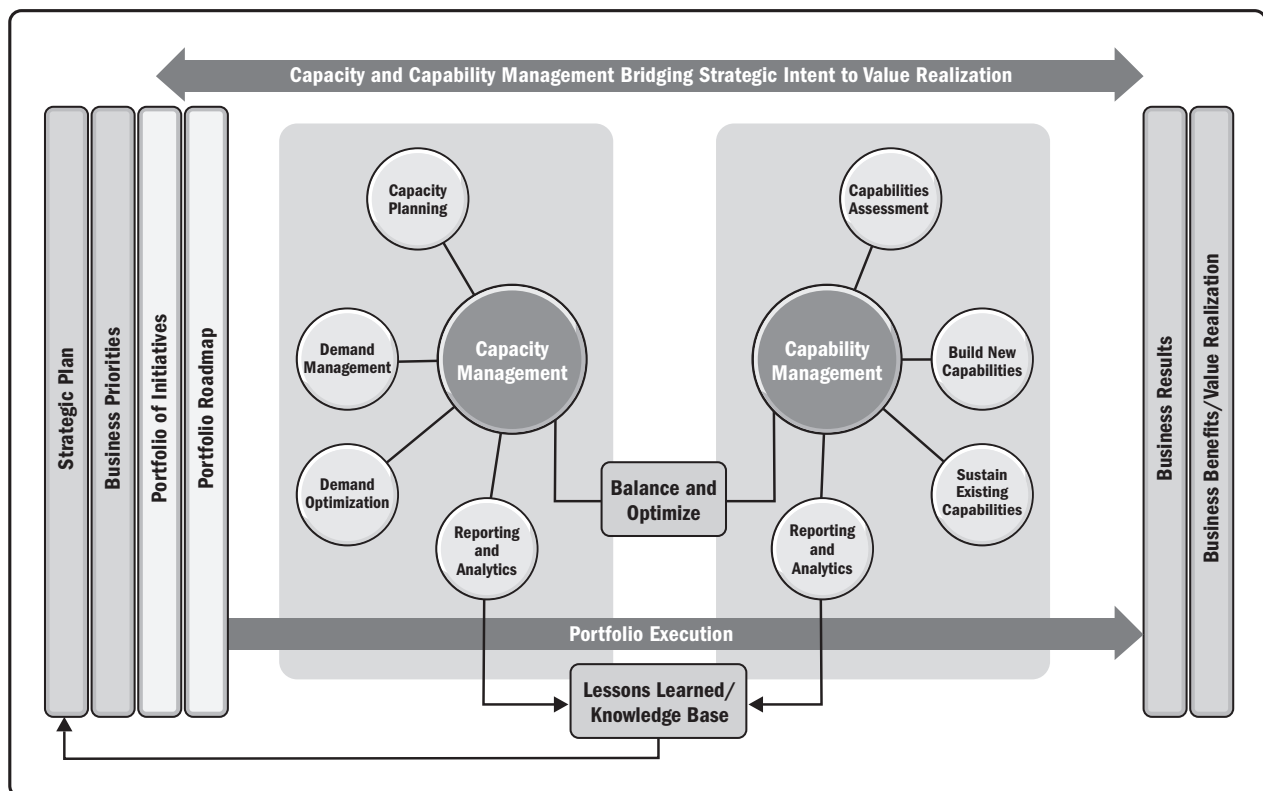 Capacity and Capability Management Bridging Strategic Intent to Value Realization
Strategic Plan
Business Priorities
Portfolio of Initiatives
Portfolio Roadmap
Capacity
Planning
Demand
Management
Capacity
Management
Demand
Optimization
Reporting
and
Analytics
Balance and
Optimize
Capabilities
Assessment
Capability
Management
Build New
Capabilities
Sustain
Existing
Capabilities
Reporting
and
Analytics
Portfolio Execution
Lessons Learned/
Knowledge Base
Business Results
Business Benefits/Value Realization